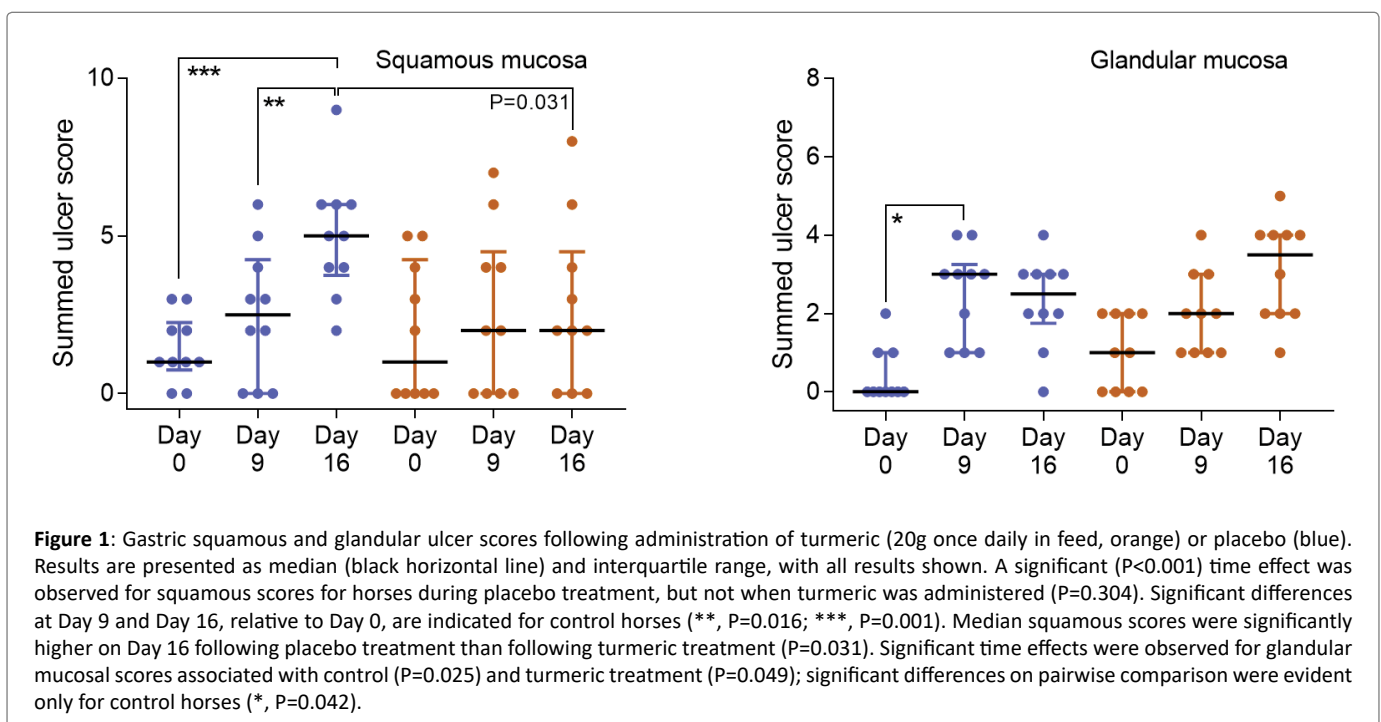 Squamous mucosa
Summed ulcer score
10
5
0
***
**
P=0.031
Day Day Day Day Day Day
0 9 16 0 9 16
Glandular mucosa
Summed ulcer score
8
6
4
2
0
*
Day Day Day Day Day Day
0 9 16 0 9 16
Figure 1: Gastric squamous and glandular ulcer scores following administration of turmeric (20g once daily in feed, orange) or placebo (blue).
Results are presented as median (black horizontal line) and interquartile range, with all results shown. A significant (P<0.001) time effect was
observed for squamous scores for horses during placebo treatment, but not when turmeric was administered (P=0.304). Significant differences
at Day 9 and Day 16, relative to Day 0, are indicated for control horses (**, P=0.016; ***, P=0.001). Median squamous scores were significantly
higher on Day 16 following placebo treatment than following turmeric treatment (P=0.031). Significant time effects were observed for glandular
mucosal scores associated with control (P=0.025) and turmeric treatment (P=0.049); significant differences on pairwise comparison were evident
only for control horses (*, P=0.042).